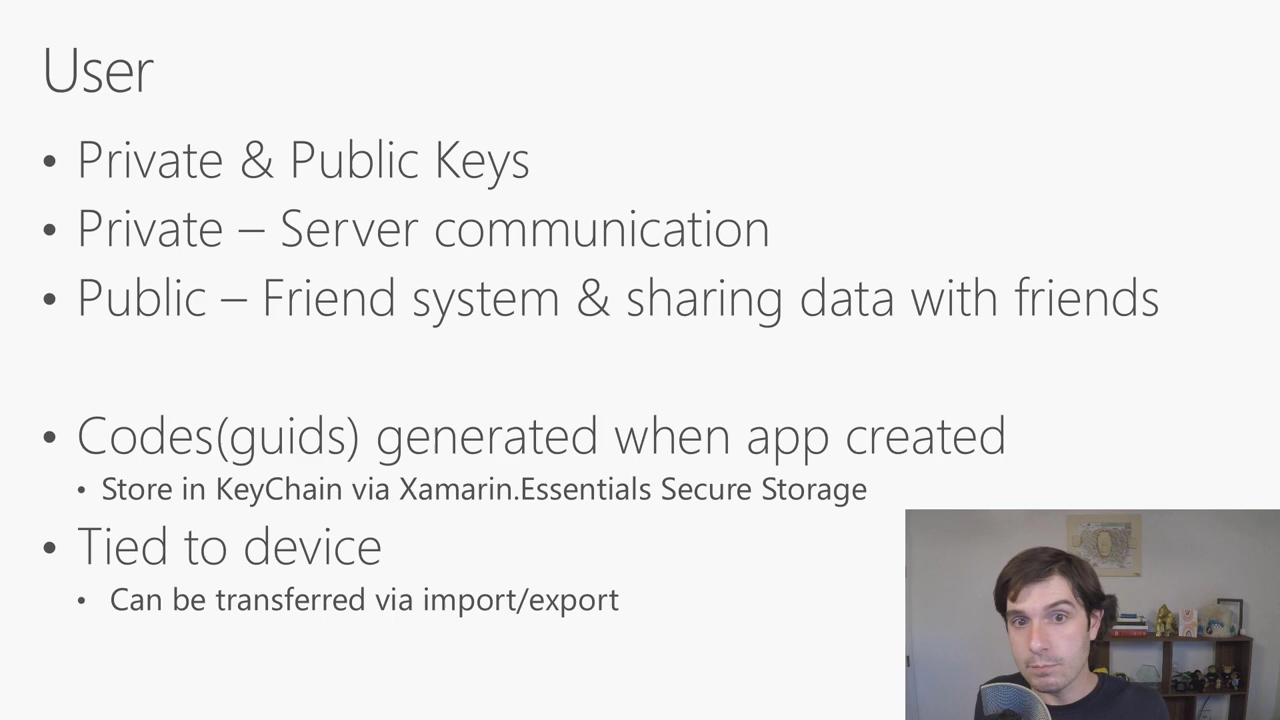 User
• Private & Public Keys
• Private – Server communication
• Public – Friend system & sharing data with friends
• Codes(guids) generated when app created
• Store in KeyChain via Xamarin.Essentials Secure Storage
• Tied to device
• Can be transferred via import/export